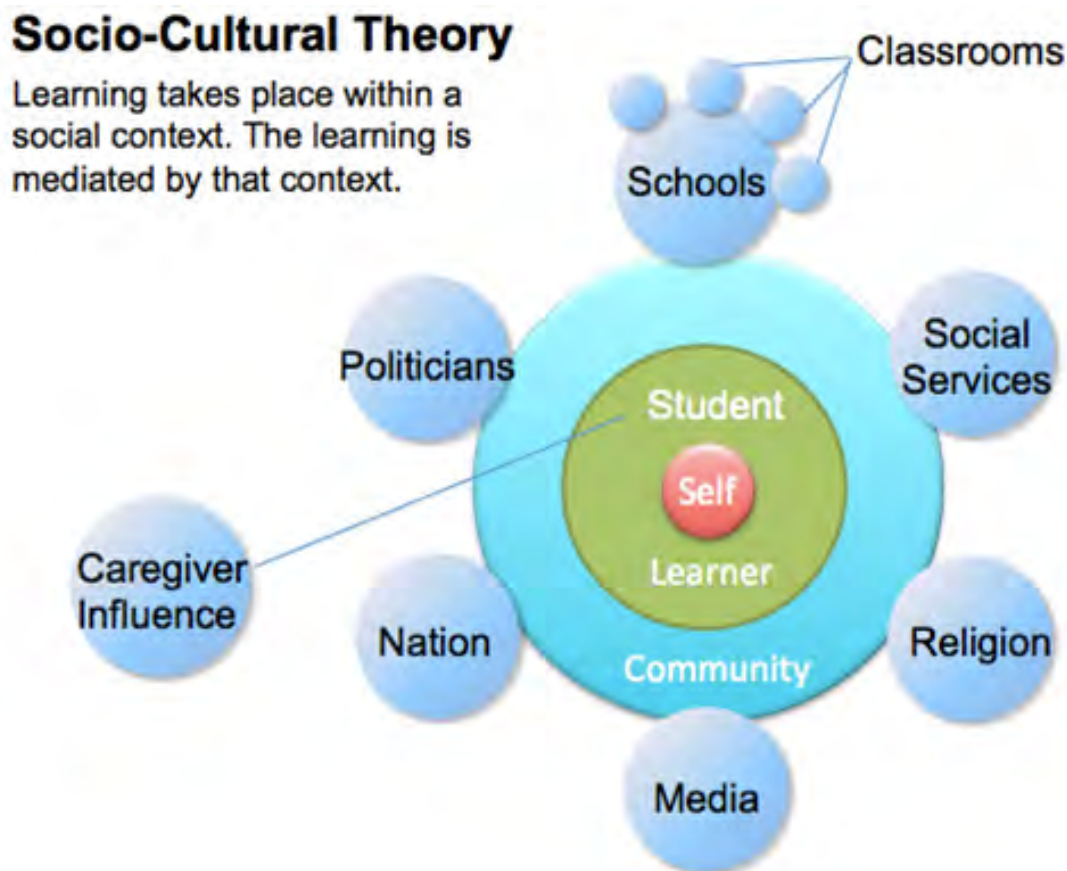 Socio-Cultural Theory
Learning takes place within a
social context. The learning is
mediated by that context.
Classrooms
Schools
Politicians
Social
Services
Student
Self
Learner
Caregiver
Influence
Nation
Community
Religion
Media